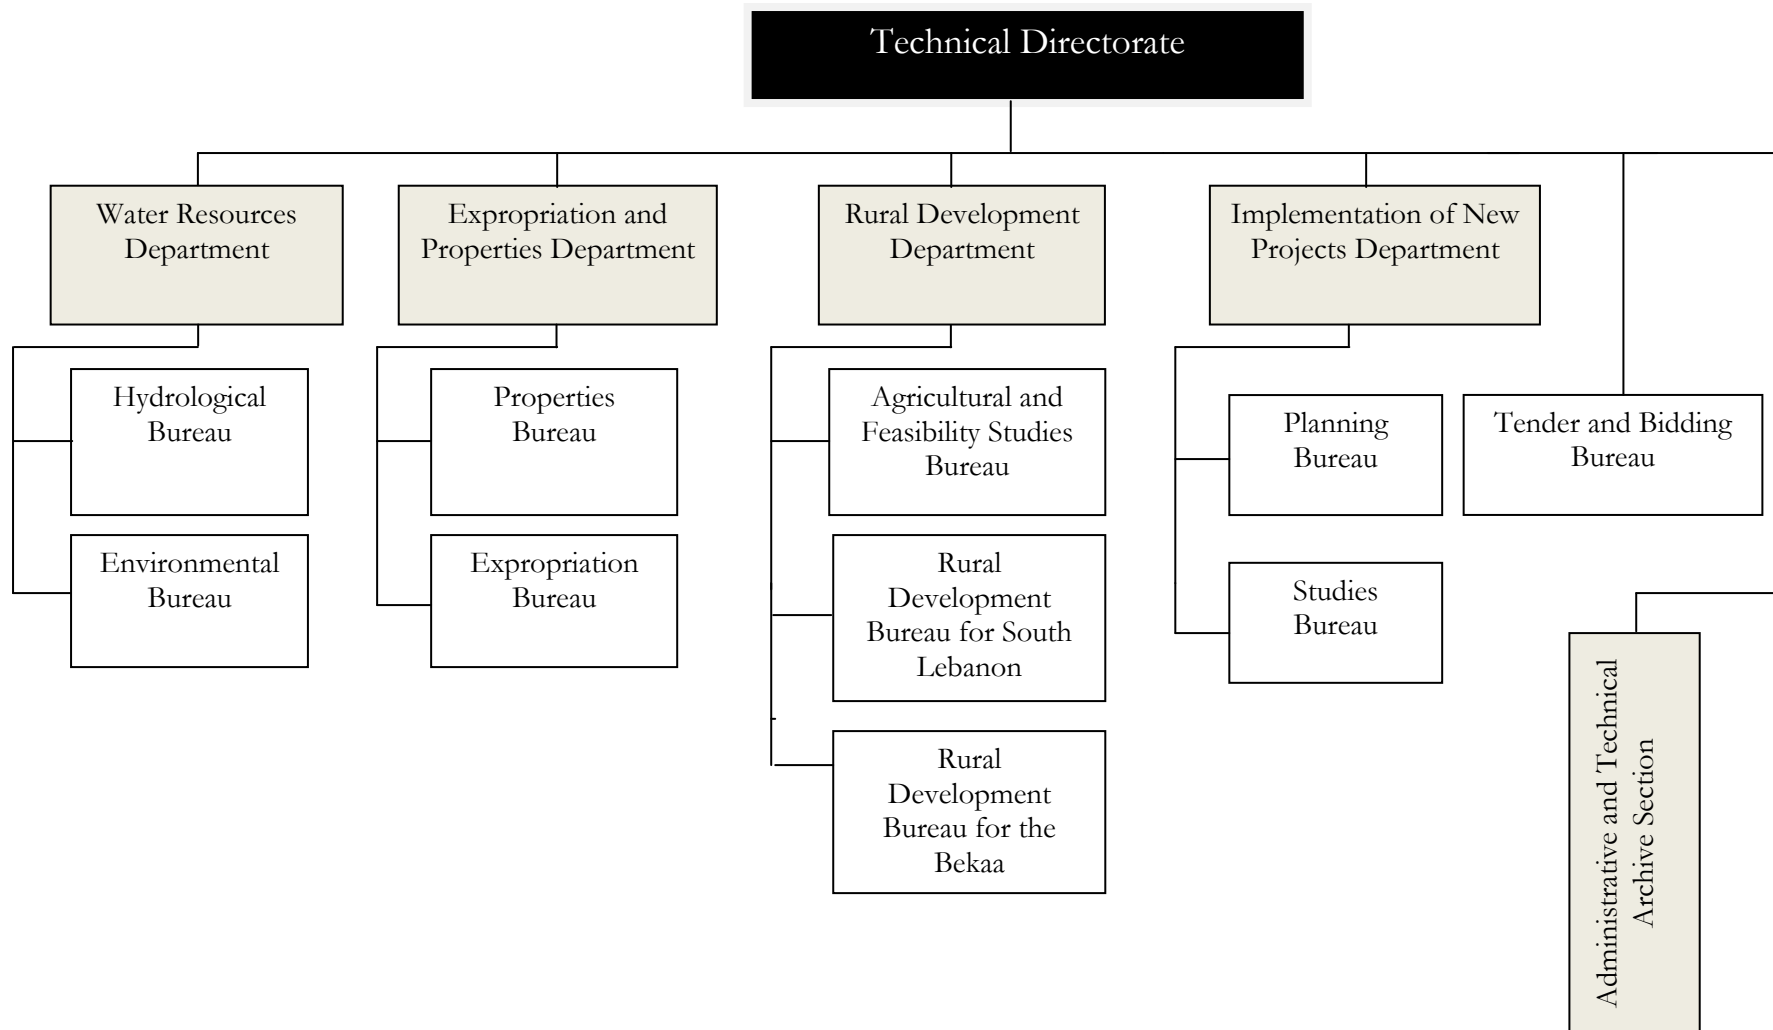 Technical Directorate
Water Resources
Department
Expropriation and
Properties Department
Rural Development
Department
Implementation of New
Projects Department
Hydrological
Bureau
Properties
Bureau
Agricultural and
Feasibility Studies
Bureau
Planning
Bureau
Tender and Bidding
Bureau
Environmental
Bureau
Expropriation
Bureau
Rural
Development
Bureau for South
Lebanon
Studies
Bureau
Rural
Development
Bureau for the
Bekaa
Administrative and Technical
Archive Section